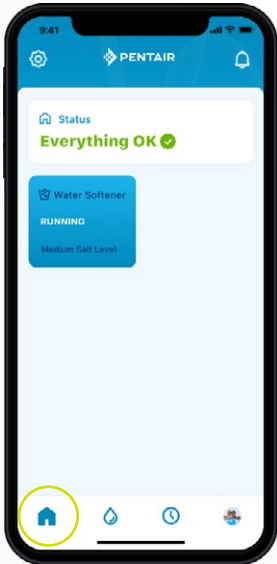 9:41
PENTAIR
Status
Everything OK
Water Softener
RUNNING
Medium Salt Level